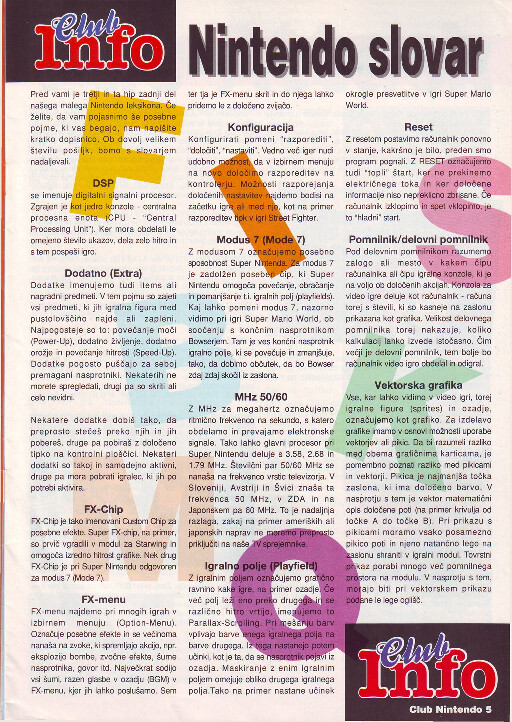 Club
Info
Nintendo slovar
Pred vami je tretji in ta hip zadnji del
našega malega Nintendo leksikona. Če
želite, da vam pojasnimo še posebne
pojme, ki vas begajo, nam napišite
kratko dopisnico. Ob dovolj velikem
številu pošiljk, bomo s slovarjem
nadaljevali.
DSP
se imenuje digitalni signalni procesor.
Zgrajen je kot jedro konzole - centralna
procesna enota (CPU - "Central
Processing Unit"). Ker mora obdelati le
omejeno število ukazov, dela zelo hitro in
s tem pospeši igro.
Dodatno (Extra)
Dodatke imenujemo tudi items ali
nagradni predmeti. V tem pojmu so zajeti
vsi predmeti, ki jih igralna figura med
pustolovščino najde ali zapleni.
Najpogosteje so to: povečanje moči
(Power-Up), dodatno življenje, dodatno
orožje in povečanje hitrosti (Speed-Up).
Dodatke pogosto puščajo za seboj
premagani nasprotniki. Nekaterih ne
morete spregledati, drugi pa so skriti ali
celo nevidni.
Nekatere dodatke dobiš tako, da
preprosto stečeš preko njih in jih
pobereš, druge pa pobiraš z določeno
tipko na kontrolni ploščici. Nekateri
dodatki so takoj in samodejno aktivni,
druge pa mora pobrati igralec, ki jih po
potrebi aktivira.
FX-Chip
FX-Chip je tako imenovani Custom Chip za
posebne efekte. Super FX-chip, na primer,
so prvič vgradili v modul za Starwing in
omogoča izredno hitrost grafike. Nek drug
FX-Chip je pri Super Nintendo odgovoren
za modus 7 (Mode 7).
FX-menu
FX-menu najdemo pri mnogih igrah v
izbirnem menuju (Option-Menu).
Označuje posebne efekte in se večinoma
nanaša na zvoke, ki spremljajo akcijo, npr.
eksplozijo bombe, zvočne efekte, šume
nasprotnika, govor itd. Največkrat sodijo
vsi šumi, razen glasbe v ozadju (BGM) v
FX-menu, kjer jih lahko poslušamo. Sem
ter tja je FX-menu skrit in do njega lahko
pridemo le z določeno zvijačo.
Konfiguracija
Konfigurirati pomeni "razporediti",
"določiti", "nastaviti". Vedno več iger nudi
udobno možnost, da v izbirnem menuju
na novo določimo razporeditev na
kontrolerju. Možnosti razporejanja
določenih nastavitev najdemo bodisi na
začetku igre ali med njo, kot na primer
razporeditev tipk v igri Street Fighter.
Modus 7 (Mode 7)
Z modusom 7 označujemo posebno
sposobnost Super Nintenda. Za modus 7
je zadolžen poseben čip, ki Super
Nintendu omogoča povečanje, obračanje
in pomanjšanje t.i. igralnih polj (playfields).
Kaj lahko pomeni modus 7, nazorno
vidimo pri igri Super Mario World, ob
soočenju s končnim nasprotnikom
Bowserjem. Tam je ves končni nasprotnik
igralno polje, ki se povečuje in zmanjšuje,
tako, da dobimo občutek, da bo Bowser
zdaj zdaj skočil iz zaslona.
MHz 50/60
Z MHz za megahertz označujemo
ritmično frekvenco na sekundo, s katero
obdelamo in prevajamo elektronske
signale. Tako lahko glavni procesor pri
Super Nintendu deluje s 3.58, 2.68 in
1.79 MHz. Številčni par 50/60 MHz se
nanaša na frekvenco vrstic televizorja. V
Sloveniji, Avstriji in Švici znaša ta
frekvenca 50 MHz, v ZDA in na
Japonskem pa 60 MHz. To je nadaljnja
razlaga, zakaj na primer ameriških ali
japonskih naprav ne moremo preprosto
priključiti na naše TV sprejemnike.
Igralno polje (Playfield)
Z igralnim poljem označujemo grafično
ravnino kake igre, na primer ozadje. Če
več polj leži eno preko drugega in se
različno hitro vrtijo, imenujemo to
Parallax-Scrolling. Pri mešanju barv
vplivajo barve enega igralnega polja na
barve drugega. Iz tega nastanejo potem
učinki, kot je ta, da se nasprotnik pojavi iz
ozadja. Maskiranje z enim igralnim
poljem omejuje obliko drugega igralnega
polja.Tako na primer nastane učinek
okrogle presvetlitve v igri Super Mario
World.
Reset
Z resetom postavimo računalnik ponovno
v stanje, kakršno je bilo, preden smo
program pognali. Z RESET označujemo
tudi "topli" štart, ker ne prekinemo
električnega toka in ker določene
informacije niso nepreklicno zbrisane. Če
računalnik izklopimo in spet vklopimo, je
to "hladni" start.
Pomnilnik/delovni pomnilnik
Pod delovnim pomnilnikom razumemo
zalogo ali mesto v kakem čipu
računalnika ali čipu igralne konzole, ki je
na voljo ob določenih akcijah. Konzola za
video igre deluje kot računalnik - računa
torej s števili, ki so kasneje na zaslonu
prikazana kot grafika. Velikost delovnega
pomnilnika torej nakazuje, koliko
kalkulacij lahko izvede istočasno. Čim
večji je delovni pomnilnik, tem bolje bo
računalnik video igro obdelal in odigral.
Vektorska grafika
Vse, kar lahko vidimo v video igri, torej
igralne figure (sprites) in ozadje,
označujemo kot grafiko. Za izdelavo
grafike imamo v osnovi možnosti uporabe
vektorjev ali pikic. Da bi razumeli razliko
med obema grafičnima karticama, je
pomembno poznati razliko med pikicami
in vektorji. Pikica je najmanjša točka
zaslona, ki ima določeno barvo. V
nasprotju s tem je vektor matematični
opis določene poti (na primer krivulja od
točke A do točke B). Pri prikazu s
pikicami moramo vsako posamezno
pikico poti in njeno natančno lego na
zaslonu shraniti v igralni modul. Tovrstni
prikaz porabi mnogo več pomnilnega
prostora na modulu. V nasprotju s tem,
morajo biti pri vektorskem prikazu
podane le lege oglišč.
Club
Info
Club Nintendo 5